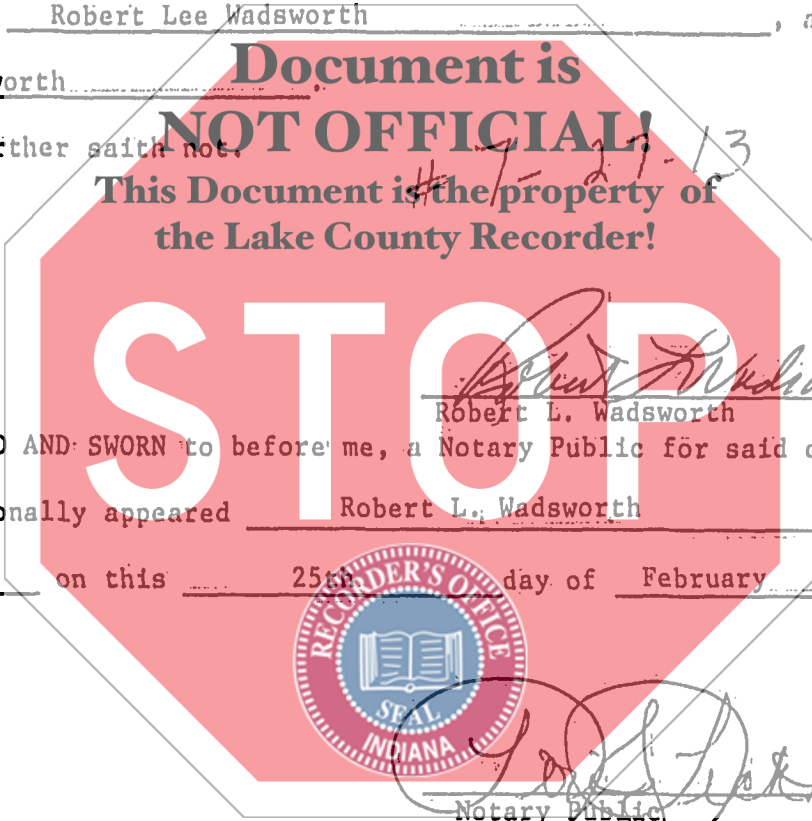 Robert Lee Wadsworth , a
Document is
orth .
NOT OFFICIAL!
ther saith not.
# 7-27-13
This Document is the property of
the Lake County Recorder!
STOP
Robert L. Wadsworth
AND SWORN to before me, a Notary Public for said
onally appeared Robert L. Wadsworth
on this 25th day of February
RECORDER'S OFFICE
SEAL
INDIANA
Notary Public